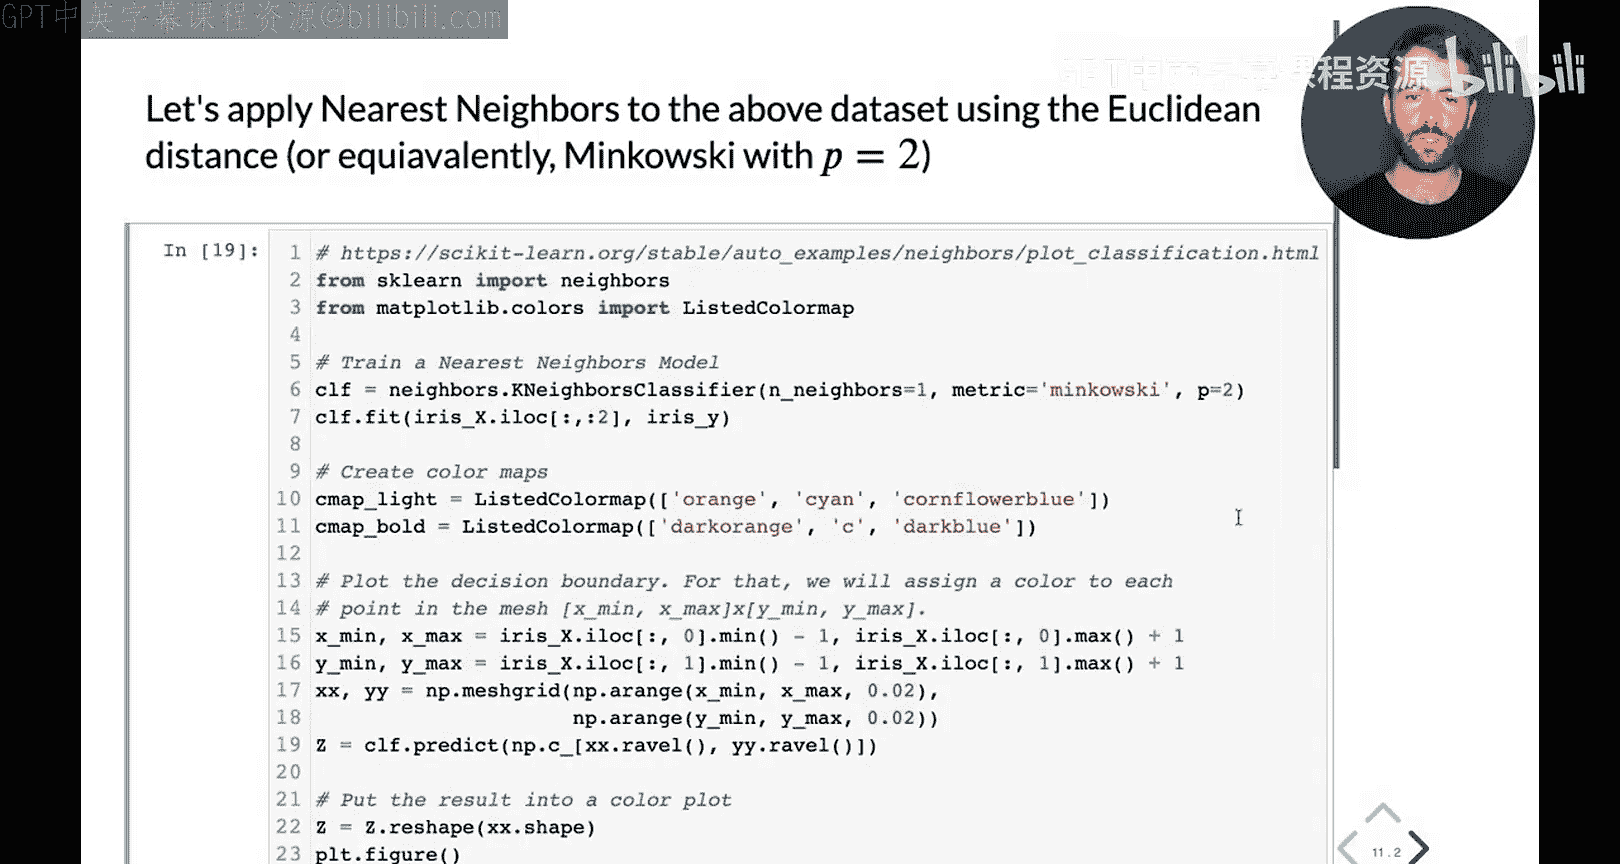 GPT中英字幕课程资源@bilibili.com
课程资源 bilibili
Let's apply Nearest Neighbors to the above dataset using the Euclidean
distance (or equiavalently, Minkowski with p = 2)
In [19]:
1 # https://scikit-learn.org/stable/auto_examples/neighbors/plot_classification.html
2 from sklearn import neighbors
3 from matplotlib.colors import ListedColormap
4
5 # Train a Nearest Neighbors Model
6 clf = neighbors.KNeighborsClassifier(n_neighbors=1, metric='minkowski', p=2)
7 clf.fit(iris_X.iloc[:,:2], iris_y)
8
9 # Create color maps
10 cmap_light = ListedColormap(['orange', 'cyan', 'cornflowerblue'])
11 cmap_bold = ListedColormap(['darkorange', 'c', 'darkblue'])
12
13 # Plot the decision boundary. For that, we will assign a color to each
14 # point in the mesh [x_min, x_max]x[y_min, y_max].
15 x_min, x_max = iris_X.iloc[:, 0].min() - 1, iris_X.iloc[:, 0].max() + 1
16 y_min, y_max = iris_X.iloc[:, 1].min() - 1, iris_X.iloc[:, 1].max() + 1
17 xx, yy = np.meshgrid(np.arange(x_min, x_max, 0.02),
18 np.arange(y_min, y_max, 0.02))
19 Z = clf.predict(np.c_[xx.ravel(), yy.ravel()])
20
21 # Put the result into a color plot
22 Z = Z.reshape(xx.shape)
23 plt.figure()
11.2